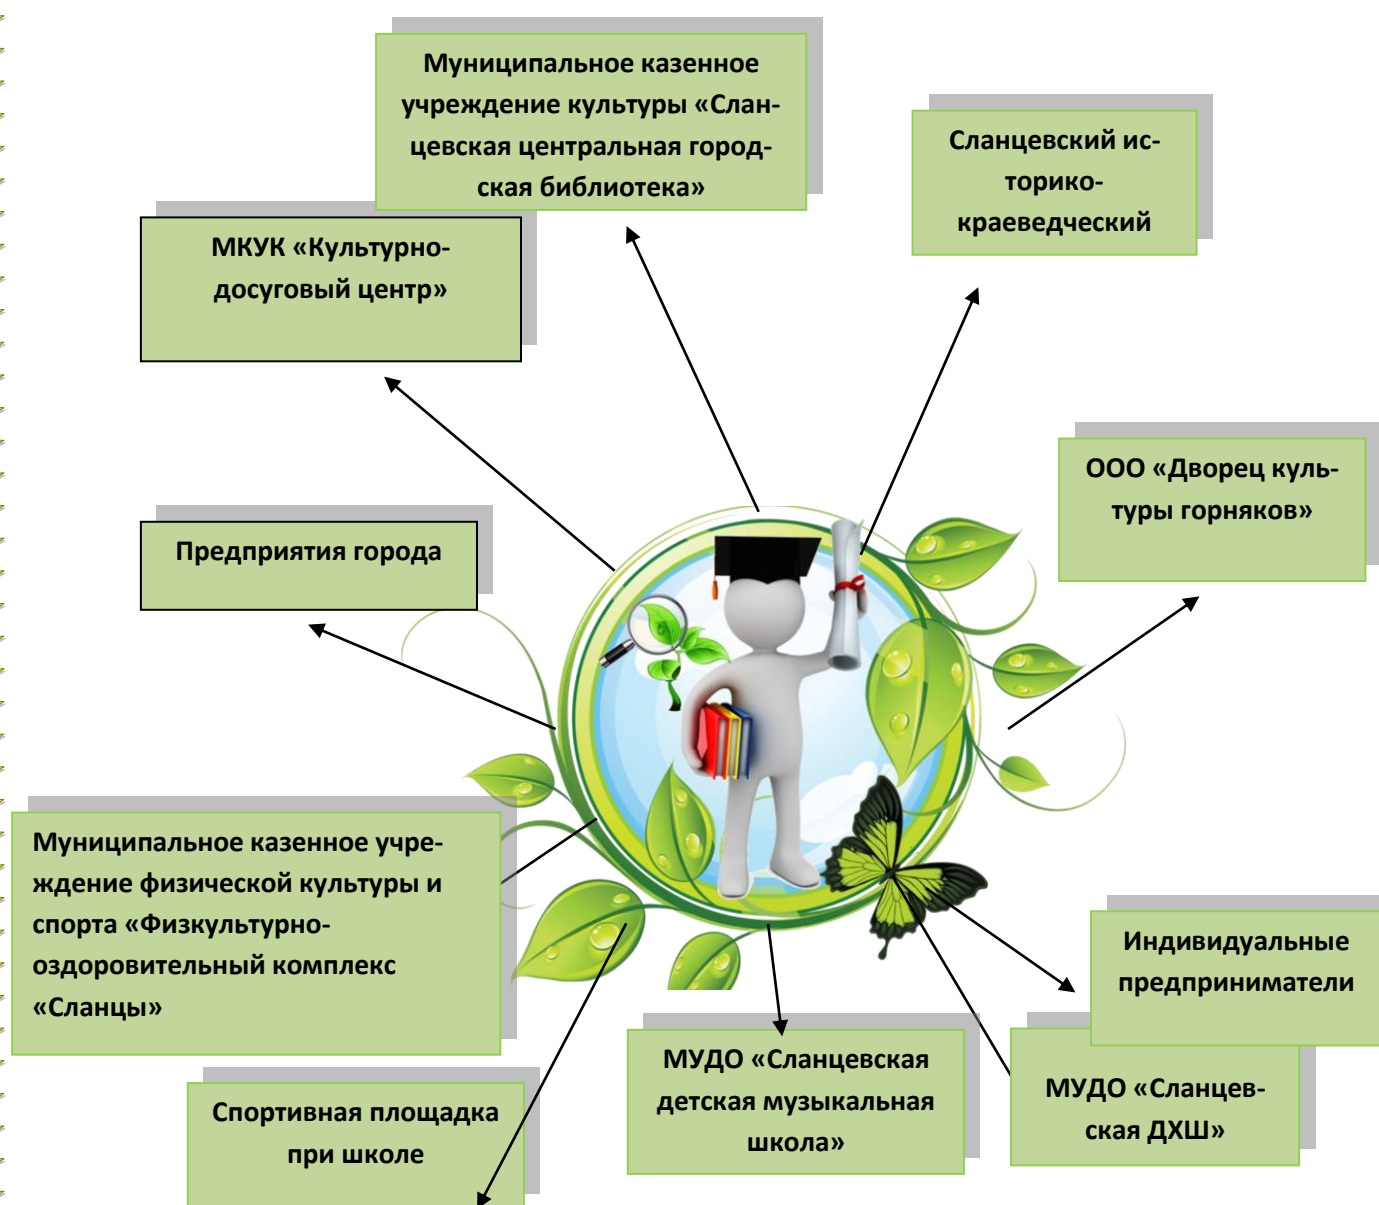 Муниципальное казенное
учреждение культуры «Слан-
цевская центральная город-
ская библиотека»
Сланцевский ис-
торико-
краеведческий
МКУК «Культурно-
досуговый центр»
ООО «Дворец куль-
туры горняков»
Предприятия города
Муниципальное казенное учре-
ждение физической культуры и
спорта «Физкультурно-
оздоровительный комплекс
«Сланцы»
Индивидуальные
предприниматели
МУДО «Сланцевская
детская музыкальная
школа»
МУДО «Сланцев-
ская ДХШ»
Спортивная площадка
при школе